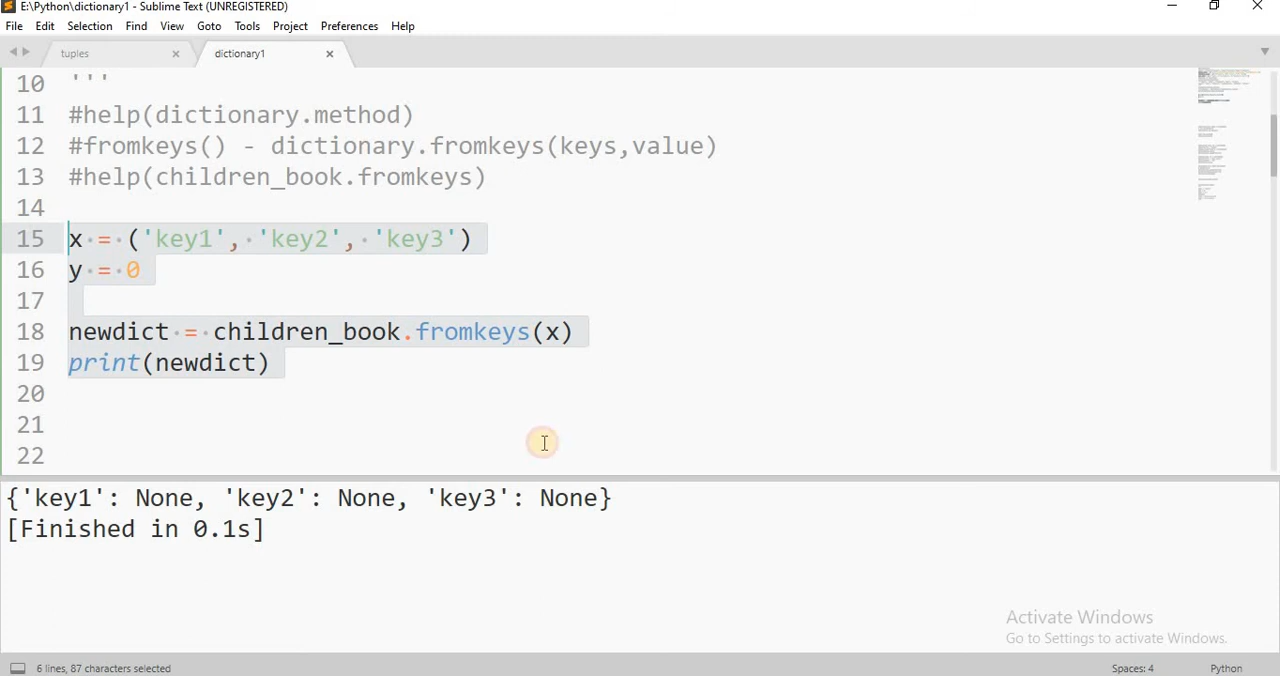 E:\Python\dictionary1 - Sublime Text (UNREGISTERED)
File Edit Selection Find View Goto Tools Project Preferences Help
tuples dictionary1
10 '''
11 #help(dictionary.method)
12 #fromkeys() - dictionary.fromkeys(keys,value)
13 #help(children_book.fromkeys)
14
15 x = ('key1', 'key2', 'key3')
16 y = 0
17
18 newdict = children_book.fromkeys(x)
19 print(newdict)
20
21
22
{'key1': None, 'key2': None, 'key3': None}
[Finished in 0.1s]
Activate Windows
Go to Settings to activate Windows.
6 lines, 87 characters selected Spaces: 4 Python